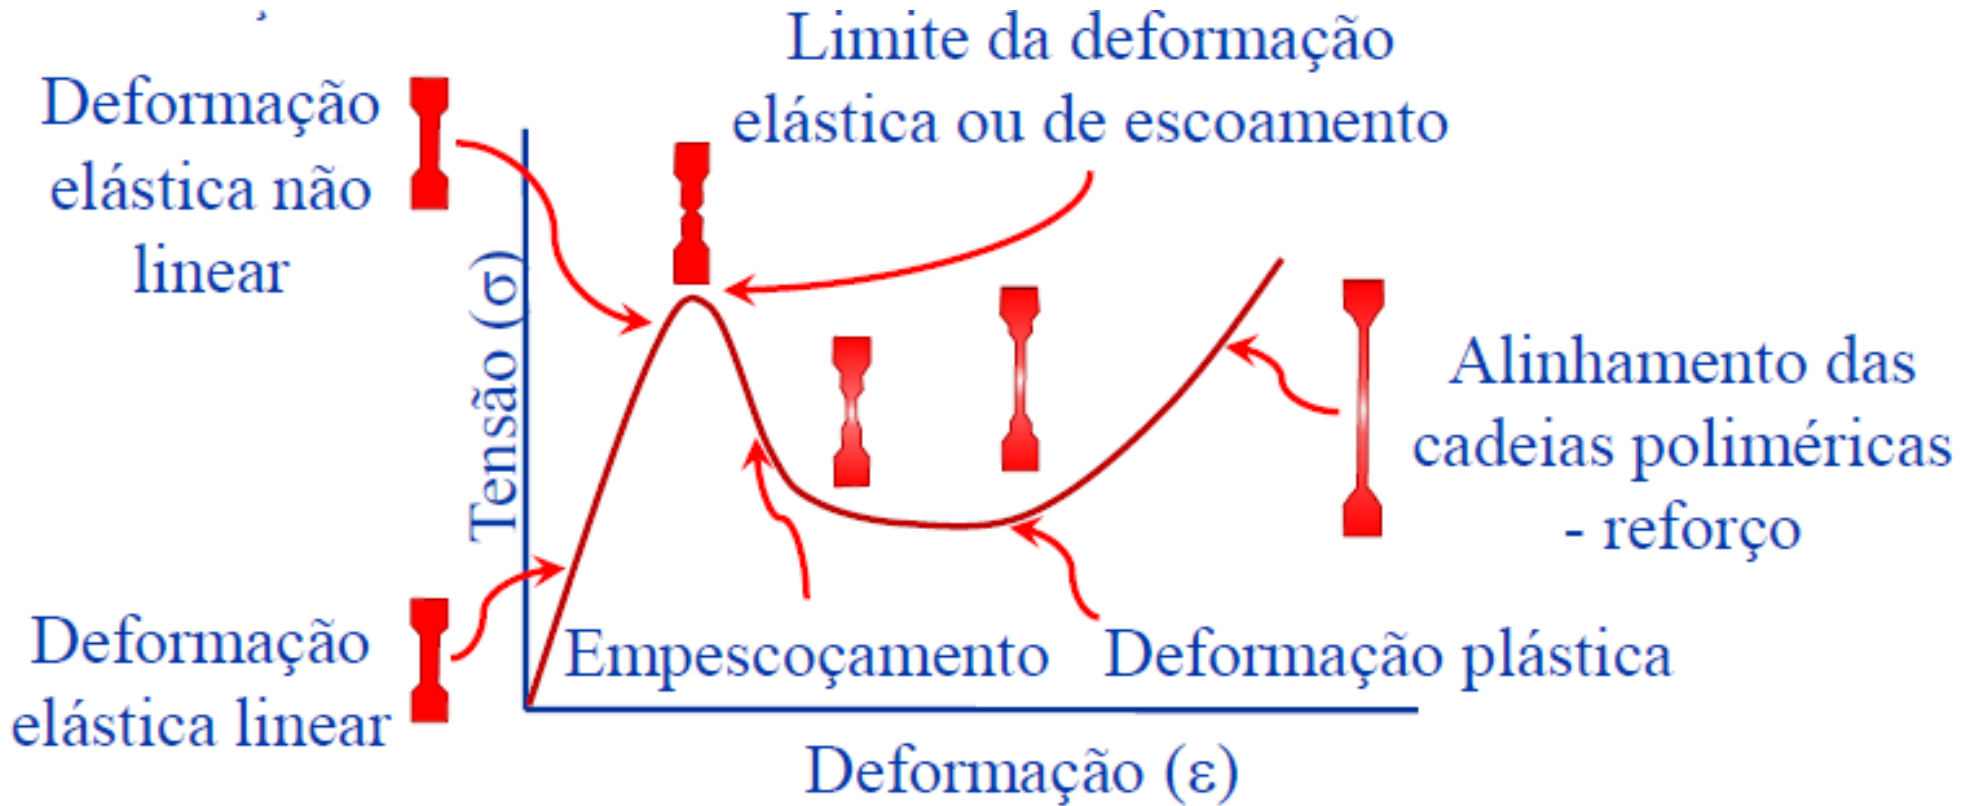 Limite da deformação
elástica ou de escoamento
Deformação
elástica não
linear
Tensão (σ)
Alinhamento das
cadeias poliméricas
- reforço
Deformação
elástica linear
Empescoçamento
Deformação plástica
Deformação (ε)